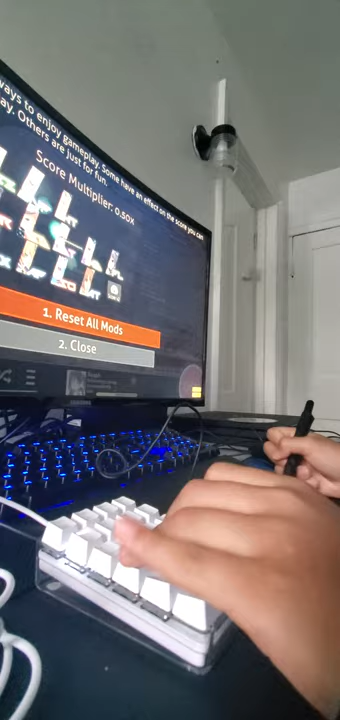 ways to enjoy gameplay. Some have an effect on the score you can
ay. Others are just for fun.
Score Multiplier: 0.50x
1. Reset All Mods
2. Close